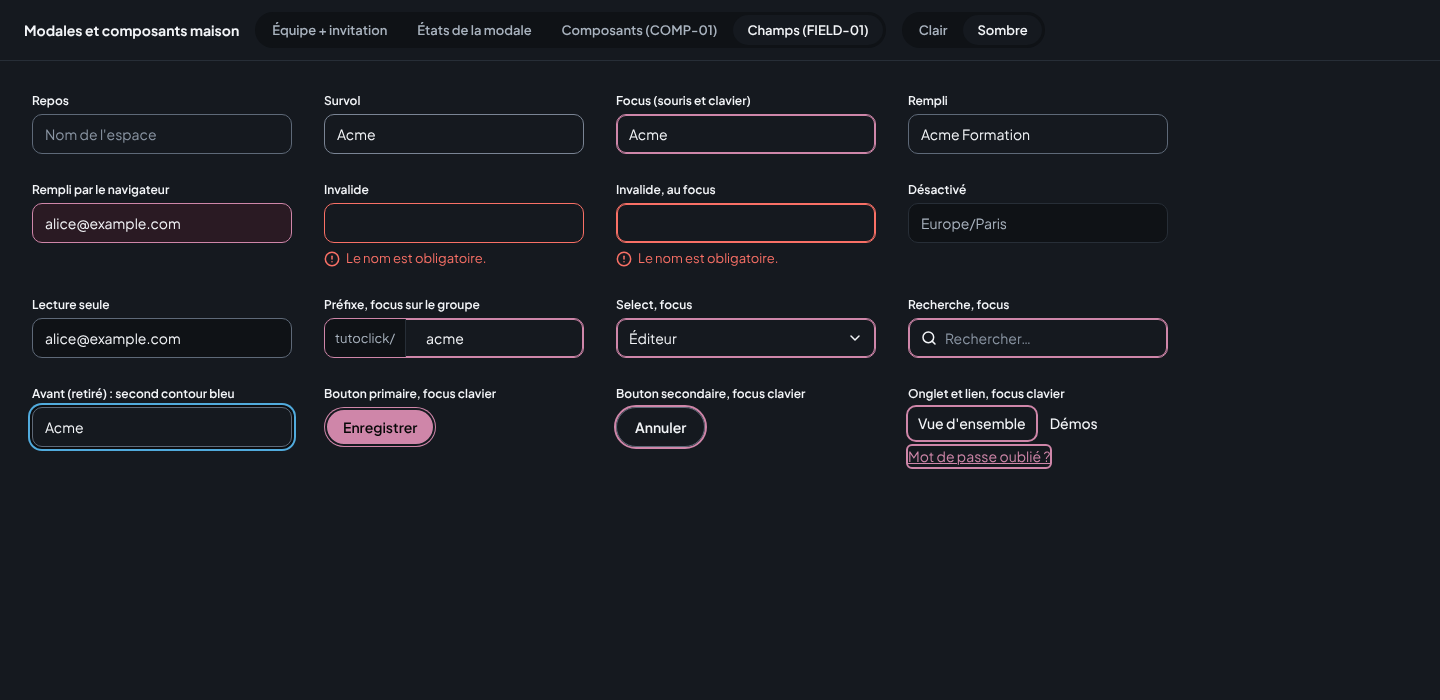 Modales et composants maison
Équipe + invitation
États de la modale
Composants (COMP-01)
Champs (FIELD-01)
Clair
Sombre
Repos
Survol
Focus (souris et clavier)
Rempli
Nom de l'espace
Acme
Acme
Acme Formation
Rempli par le navigateur
Invalide
Invalide, au focus
Désactivé
alice@example.com
Europe/Paris
Le nom est obligatoire.
Le nom est obligatoire.
Lecture seule
Préfixe, focus sur le groupe
Select, focus
Recherche, focus
alice@example.com
tutoclick/
acme
Éditeur
Rechercher…
Avant (retiré) : second contour bleu
Bouton primaire, focus clavier
Bouton secondaire, focus clavier
Onglet et lien, focus clavier
Acme
Enregistrer
Annuler
Vue d'ensemble
Démos
Mot de passe oublié ?